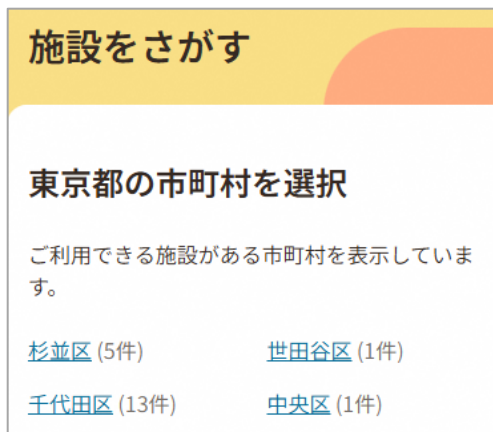 施設をさがす
東京都の市町村を選択
ご利用できる施設がある市町村を表示していま
す。
杉並区 (5件) 世田谷区 (1件)
千代田区 (13件) 中央区 (1件)